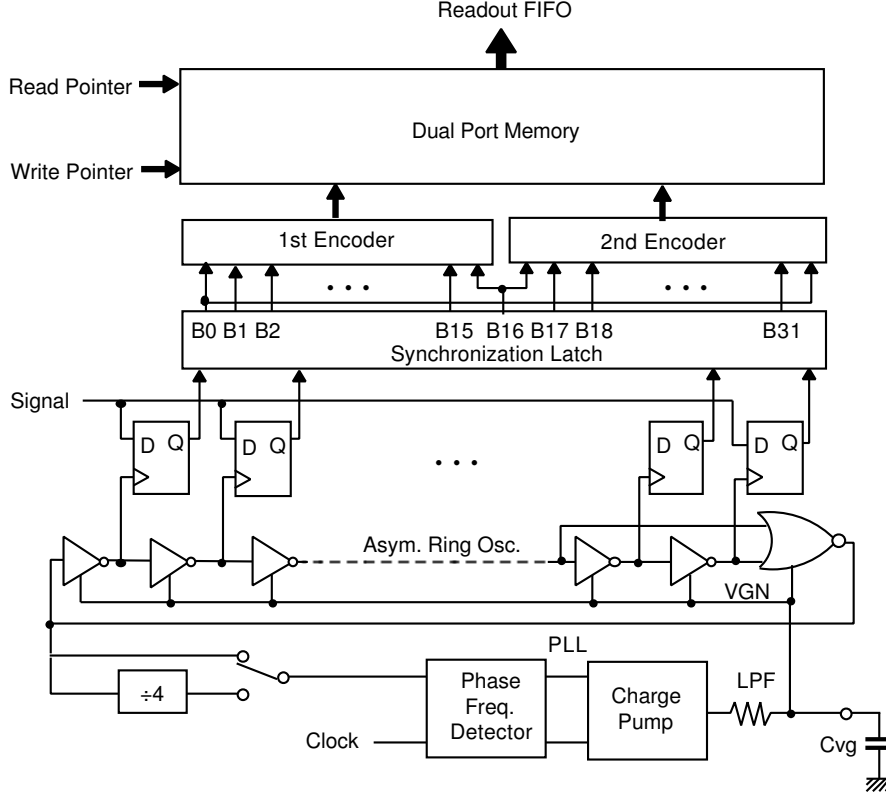 Readout FIFO
Read Pointer
Dual Port Memory
Write Pointer
1st Encoder
2nd Encoder
. . .
. . .
B0 B1 B2
B15 B16 B17 B18
B31
Synchronization Latch
Signal
D Q
D Q
D Q
D Q
. . .
Asym. Ring Osc.
VGN
PLL
÷4
Phase
Freq.
Detector
Charge
Pump
LPF
Clock
Cvg